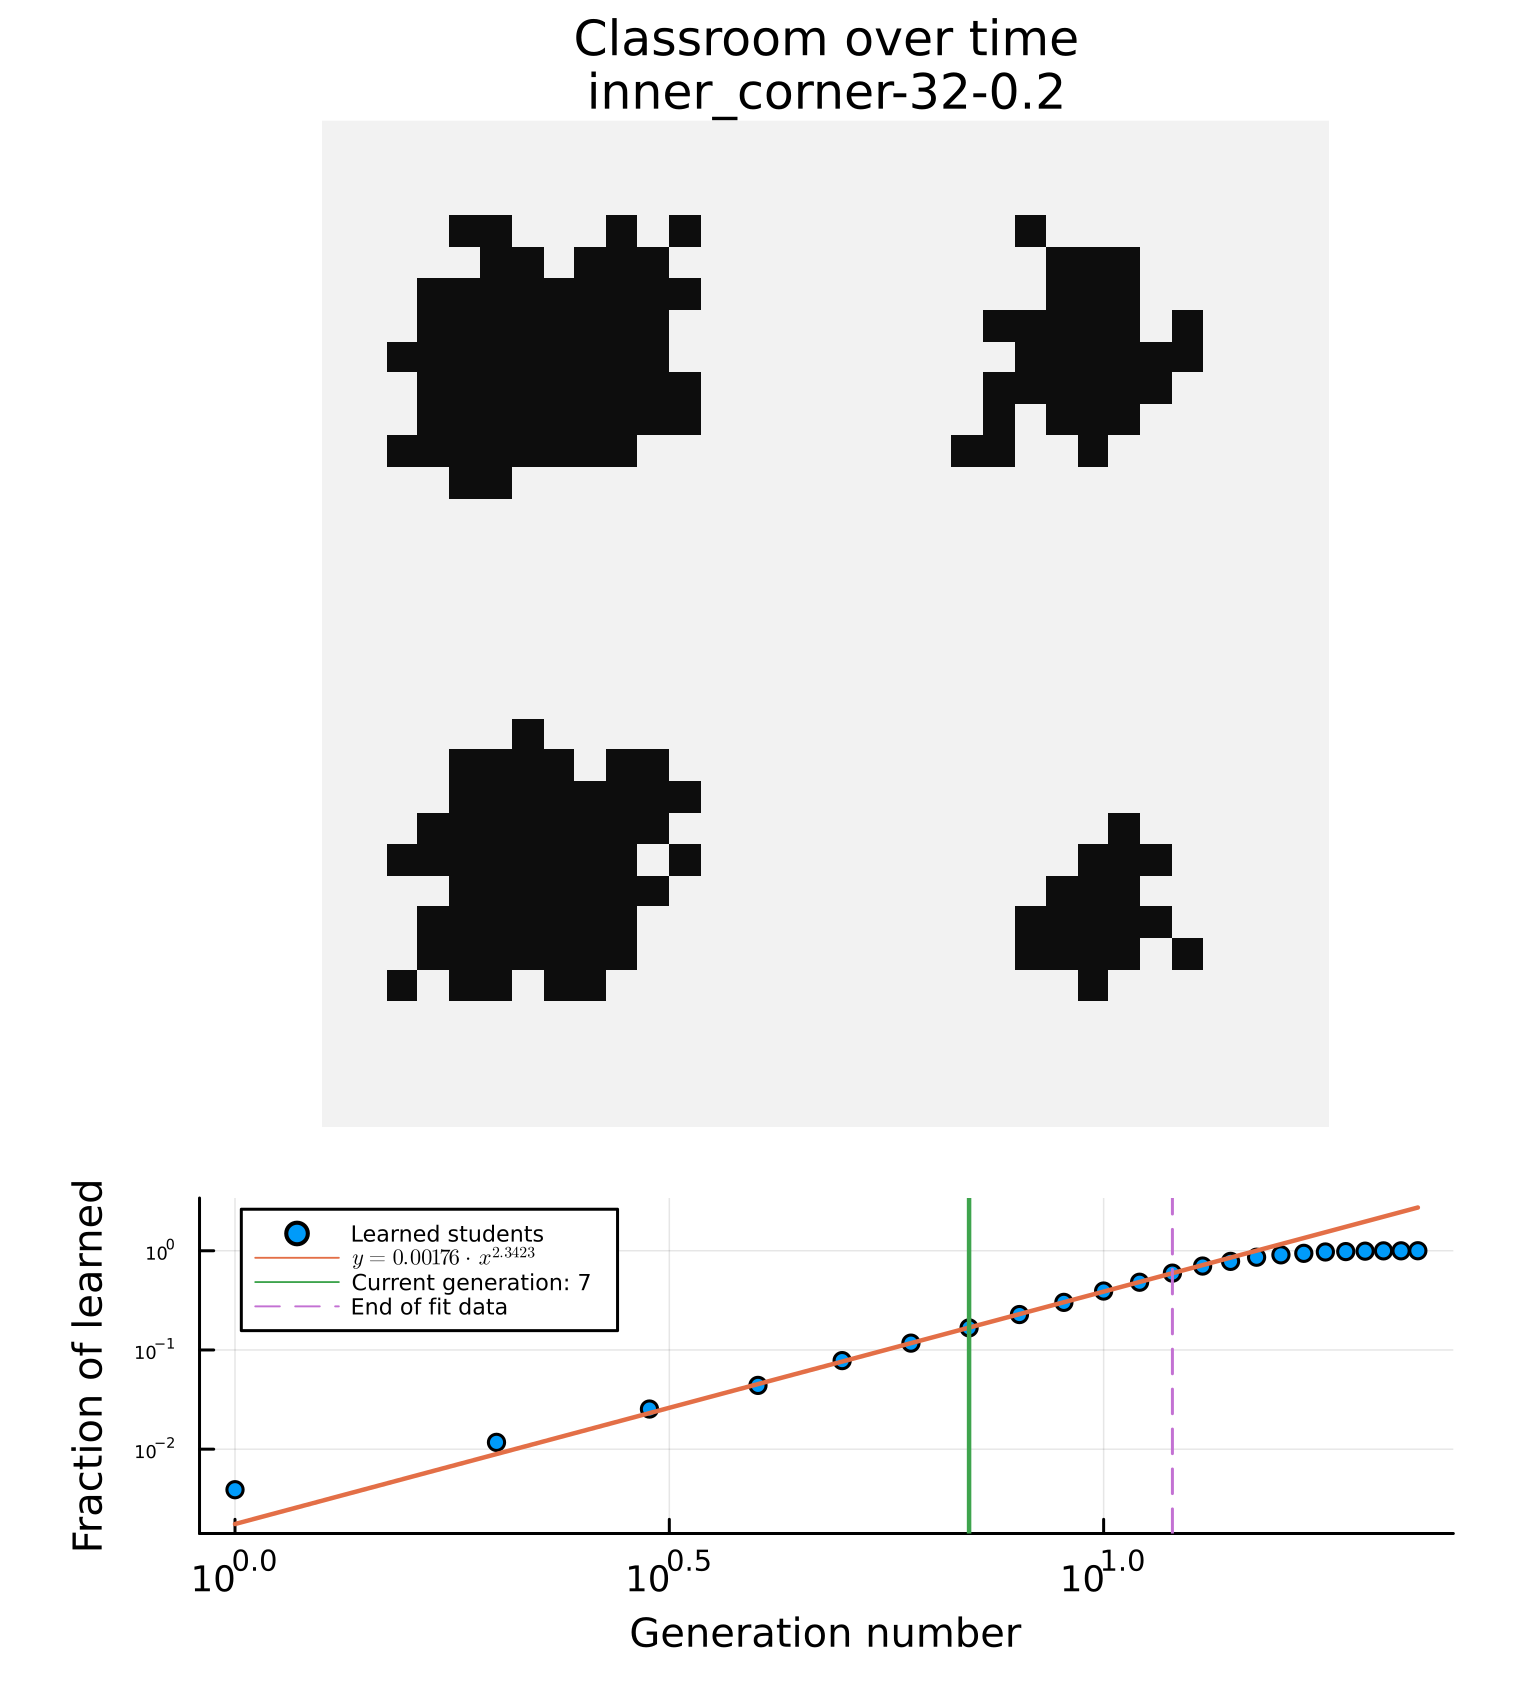 Classroom over time
inner_corner-32-0.2
Fraction of learned
10^0
10^-1
10^-2
Learned students
y = 0.00176 · x^2.3423
Current generation: 7
End of fit data
10^0.0
10^0.5
10^1.0
Generation number